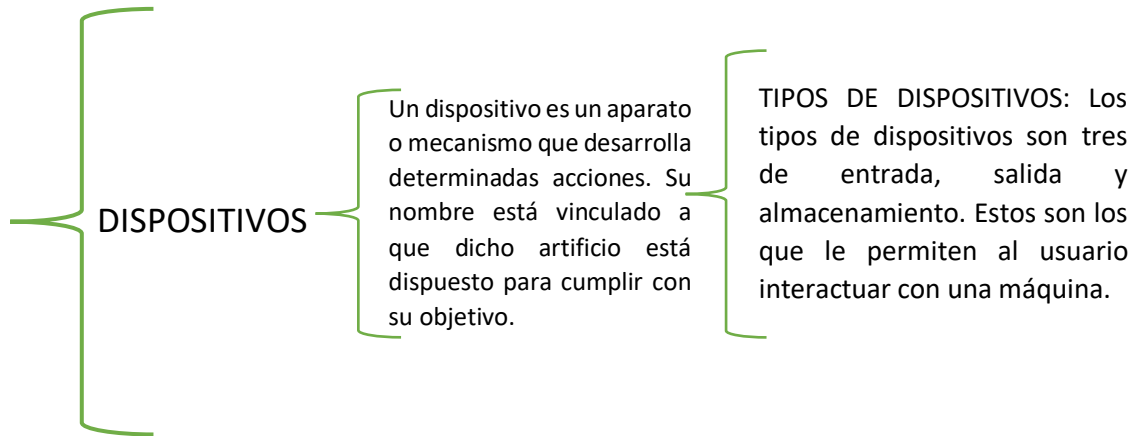 DISPOSITIVOS
Un dispositivo es un aparato
o mecanismo que desarrolla
determinadas acciones. Su
nombre está vinculado a
que dicho artificio está
dispuesto para cumplir con
su objetivo.
TIPOS DE DISPOSITIVOS: Los
tipos de dispositivos son tres
de entrada, salida y
almacenamiento. Estos son los
que le permiten al usuario
interactuar con una máquina.